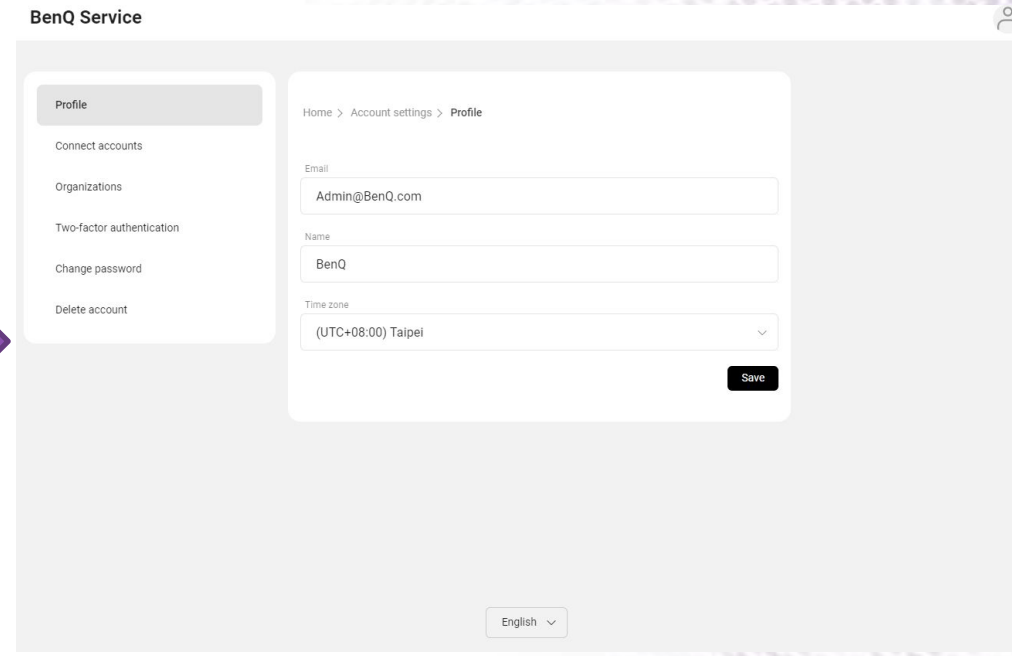 BenQ Service
Profile
Connect accounts
Organizations
Two-factor authentication
Change password
Delete account
Home > Account settings > Profile
Email
Admin@BenQ.com
Name
BenQ
Time zone
(UTC+08:00) Taipei
Save
English